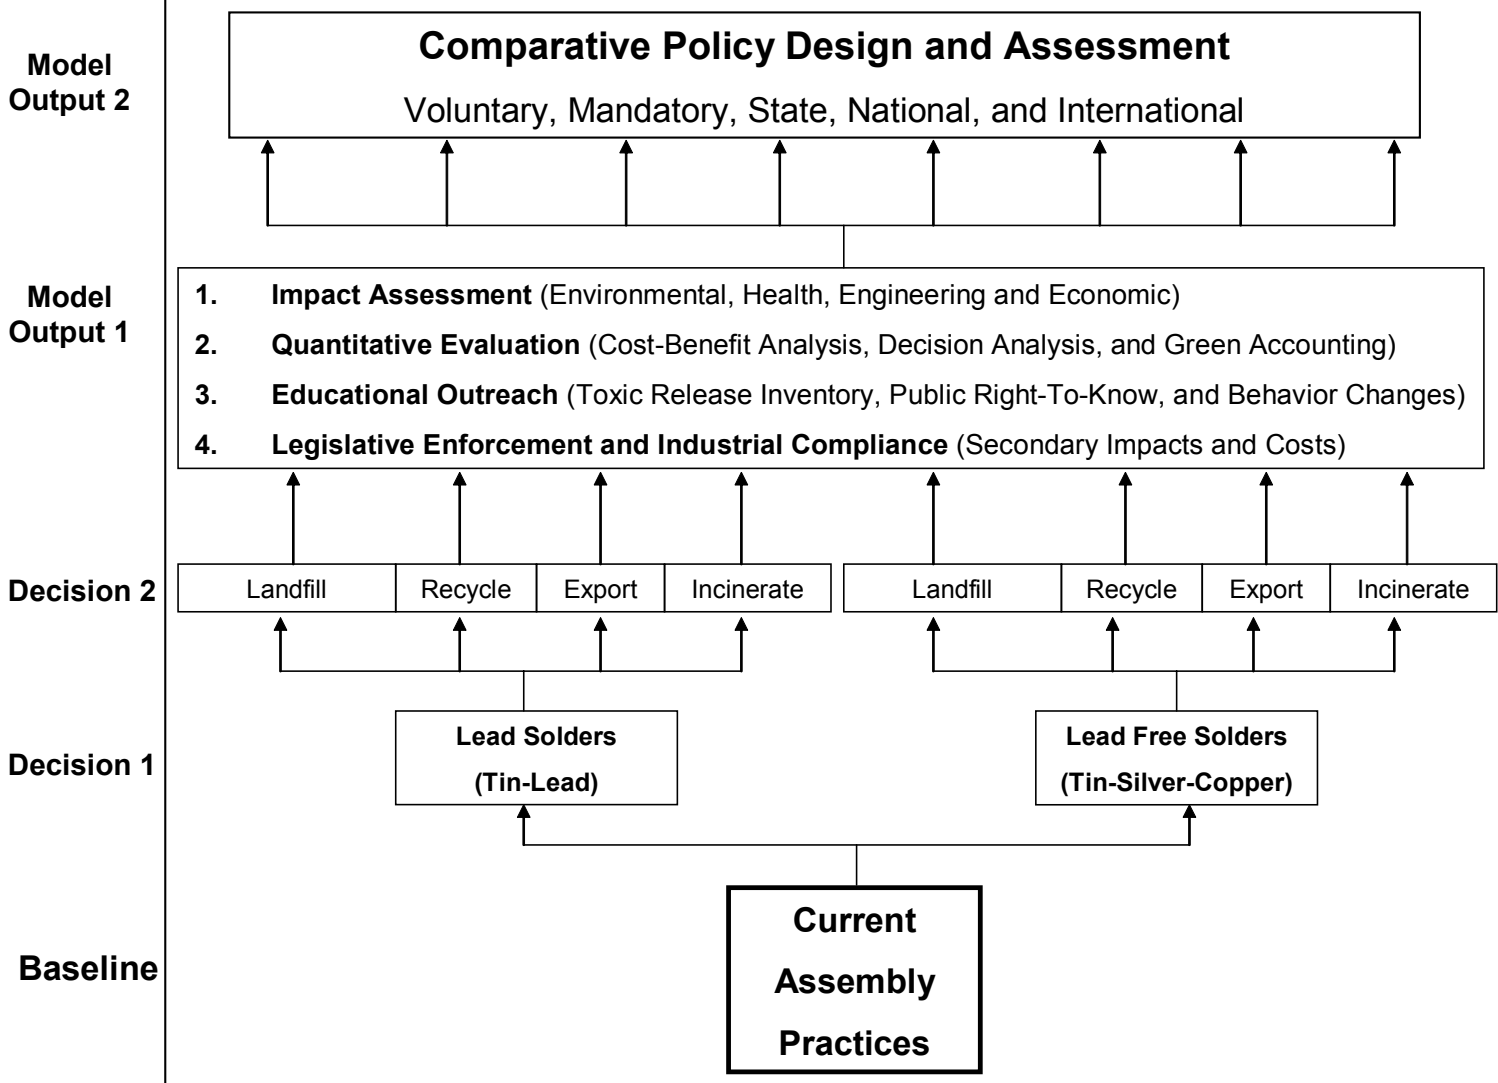 Model
Output 2
Comparative Policy Design and Assessment
Voluntary, Mandatory, State, National, and International
Model
Output 1
1. Impact Assessment (Environmental, Health, Engineering and Economic)
2. Quantitative Evaluation (Cost-Benefit Analysis, Decision Analysis, and Green Accounting)
3. Educational Outreach (Toxic Release Inventory, Public Right-To-Know, and Behavior Changes)
4. Legislative Enforcement and Industrial Compliance (Secondary Impacts and Costs)
Decision 2
Landfill
Recycle
Export
Incinerate
Landfill
Recycle
Export
Incinerate
Decision 1
Lead Solders
(Tin-Lead)
Lead Free Solders
(Tin-Silver-Copper)
Baseline
Current
Assembly
Practices